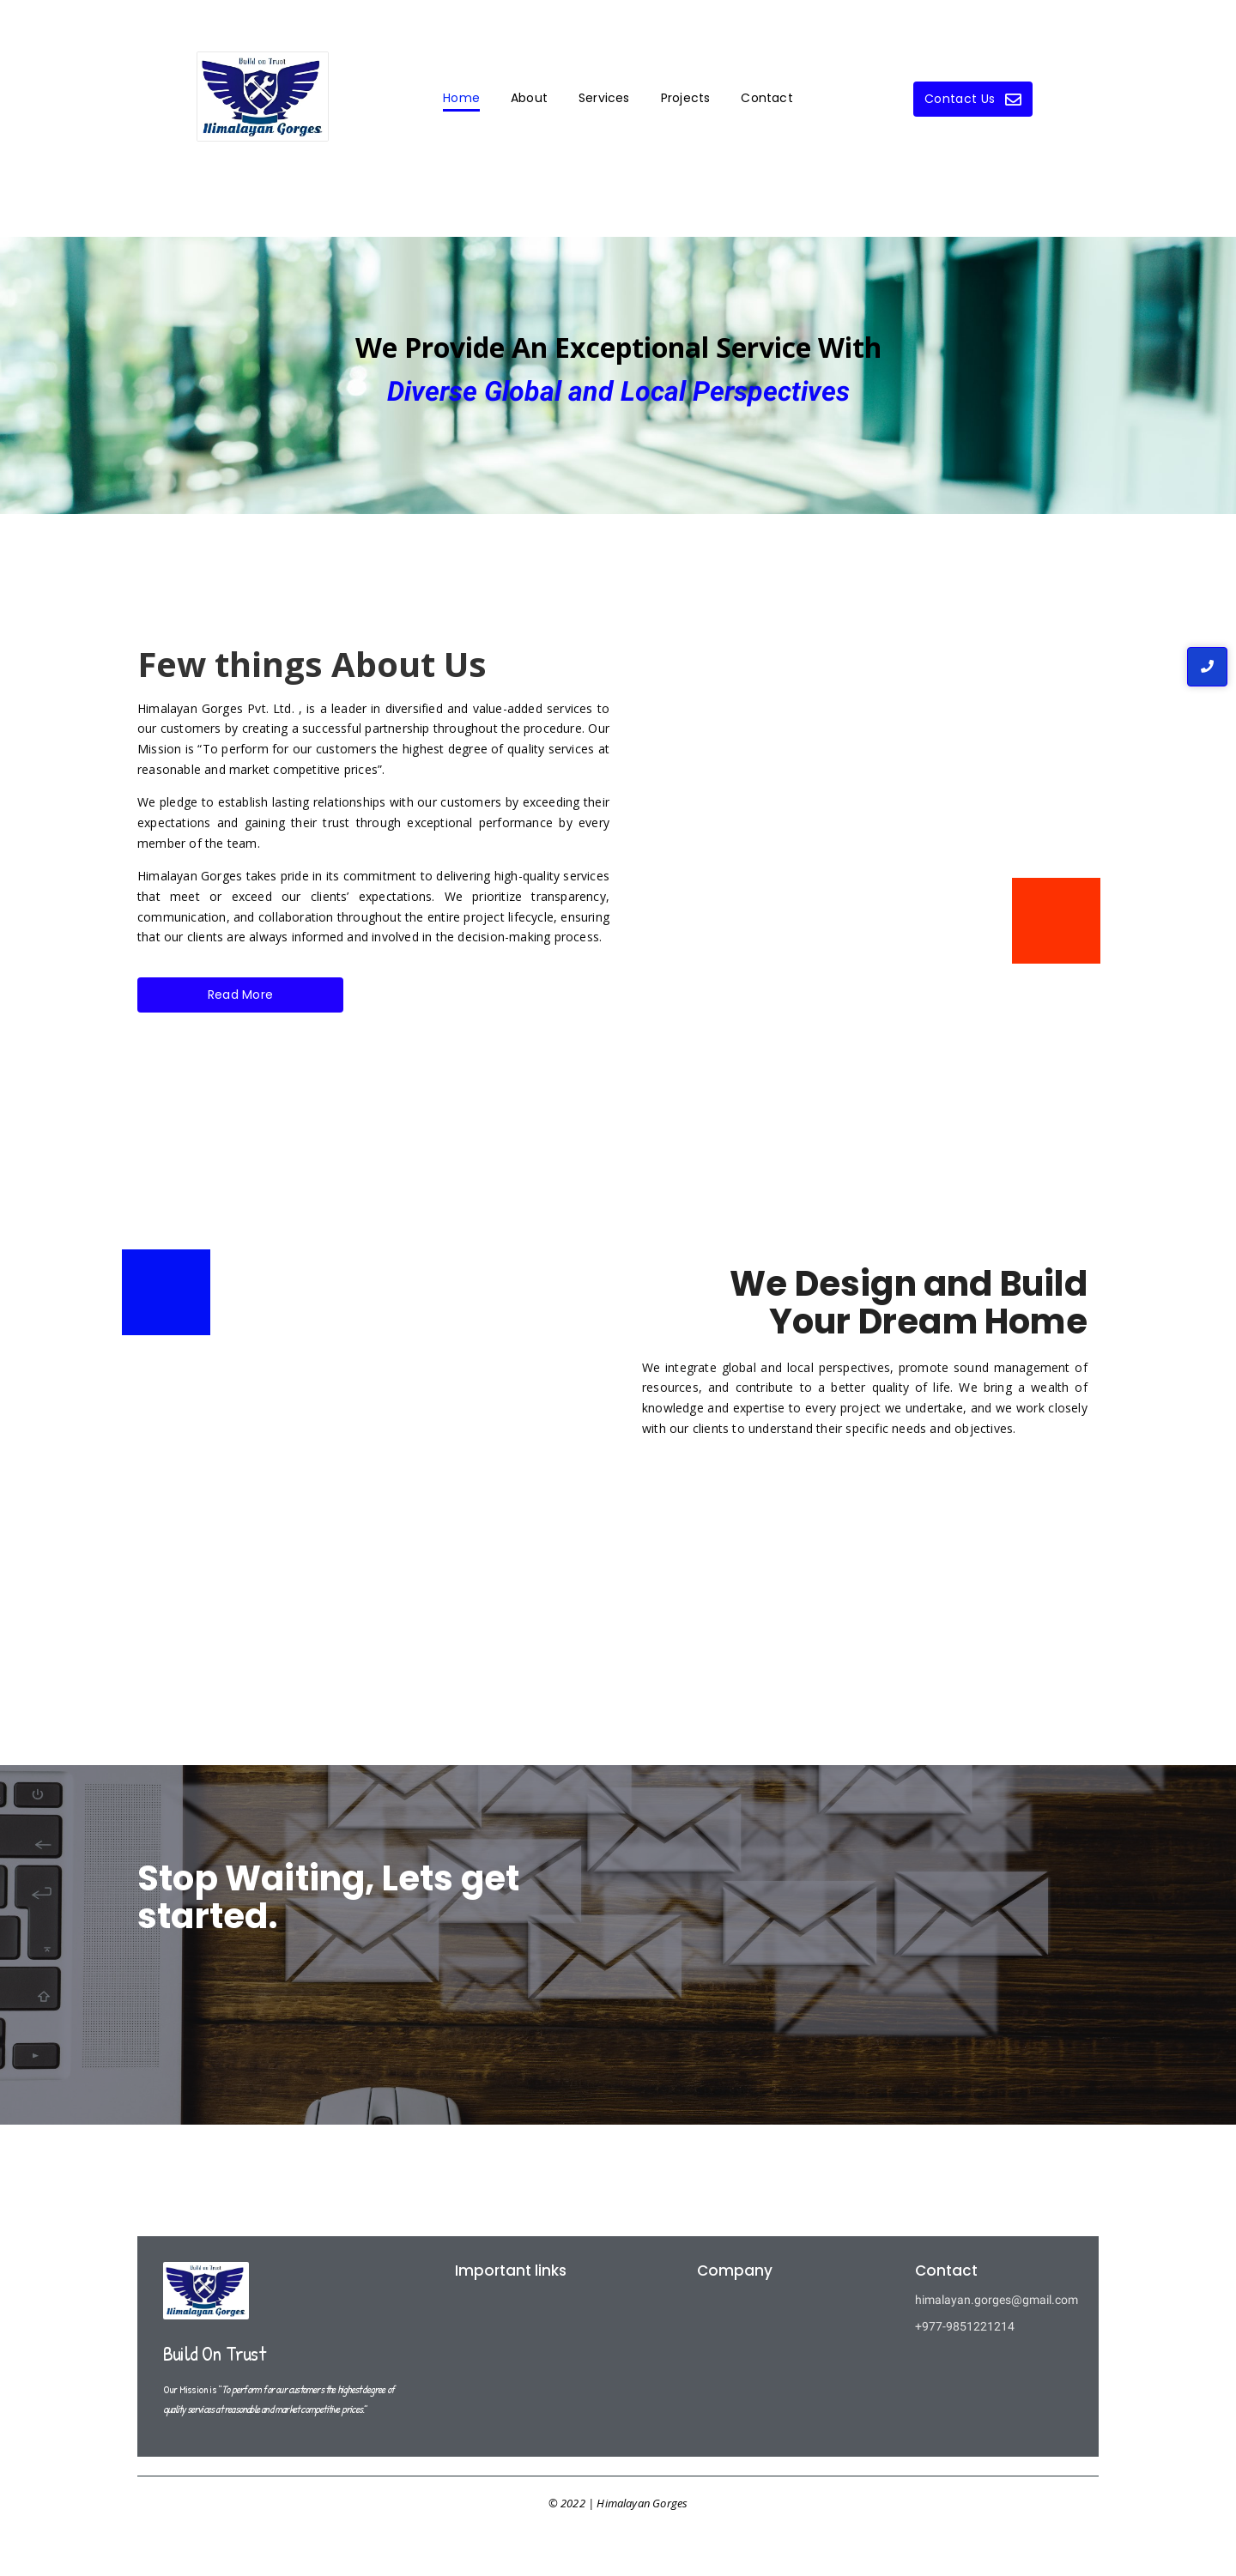 Build on Trust
Himalayan Gorges
Home
About
Services
Projects
Contact
Contact Us
We Provide An Exceptional Service With
Diverse Global and Local Perspectives
Few things About Us
Himalayan Gorges Pvt. Ltd. , is a leader in diversified and value-added services to
our customers by creating a successful partnership throughout the procedure. Our
Mission is “To perform for our customers the highest degree of quality services at
reasonable and market competitive prices”.
We pledge to establish lasting relationships with our customers by exceeding their
expectations and gaining their trust through exceptional performance by every
member of the team.
Himalayan Gorges takes pride in its commitment to delivering high-quality services
that meet or exceed our clients’ expectations. We prioritize transparency,
communication, and collaboration throughout the entire project lifecycle, ensuring
that our clients are always informed and involved in the decision-making process.
Read More
We Design and Build
Your Dream Home
We integrate global and local perspectives, promote sound management of
resources, and contribute to a better quality of life. We bring a wealth of
knowledge and expertise to every project we undertake, and we work closely
with our clients to understand their specific needs and objectives.
Stop Waiting, Lets get
started.
Build on Trust
Himalayan Gorges
Build On Trust
Our Mission is “To perform for our customers the highest degree of
quality services at reasonable and market competitive prices.”
Important links
Company
Contact
himalayan.gorges@gmail.com
+977-9851221214
© 2022 | Himalayan Gorges